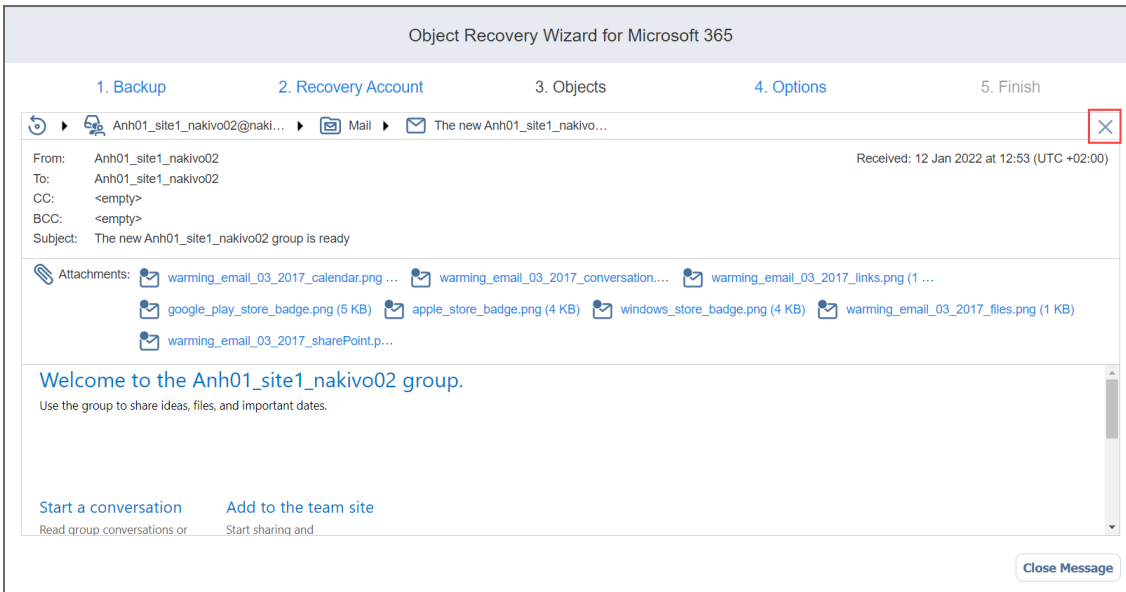 Object Recovery Wizard for Microsoft 365
1. Backup 2. Recovery Account 3. Objects 4. Options 5. Finish
Anh01_site1_nakivo02@naki... Mail The new Anh01_site1_nakivo...
From: Anh01_site1_nakivo02 Received: 12 Jan 2022 at 12:53 (UTC +02:00)
To: Anh01_site1_nakivo02
CC: <empty>
BCC: <empty>
Subject: The new Anh01_site1_nakivo02 group is ready
Attachments: warming_email_03_2017_calendar.png ... warming_email_03_2017_conversation.... warming_email_03_2017_links.png (1 ...
google_play_store_badge.png (5 KB) apple_store_badge.png (4 KB) windows_store_badge.png (4 KB) warming_email_03_2017_files.png (1 KB)
warming_email_03_2017_sharePoint.p...
Welcome to the Anh01_site1_nakivo02 group.
Use the group to share ideas, files, and important dates.
Start a conversation Add to the team site
Read group conversations or Start sharing and
Close Message